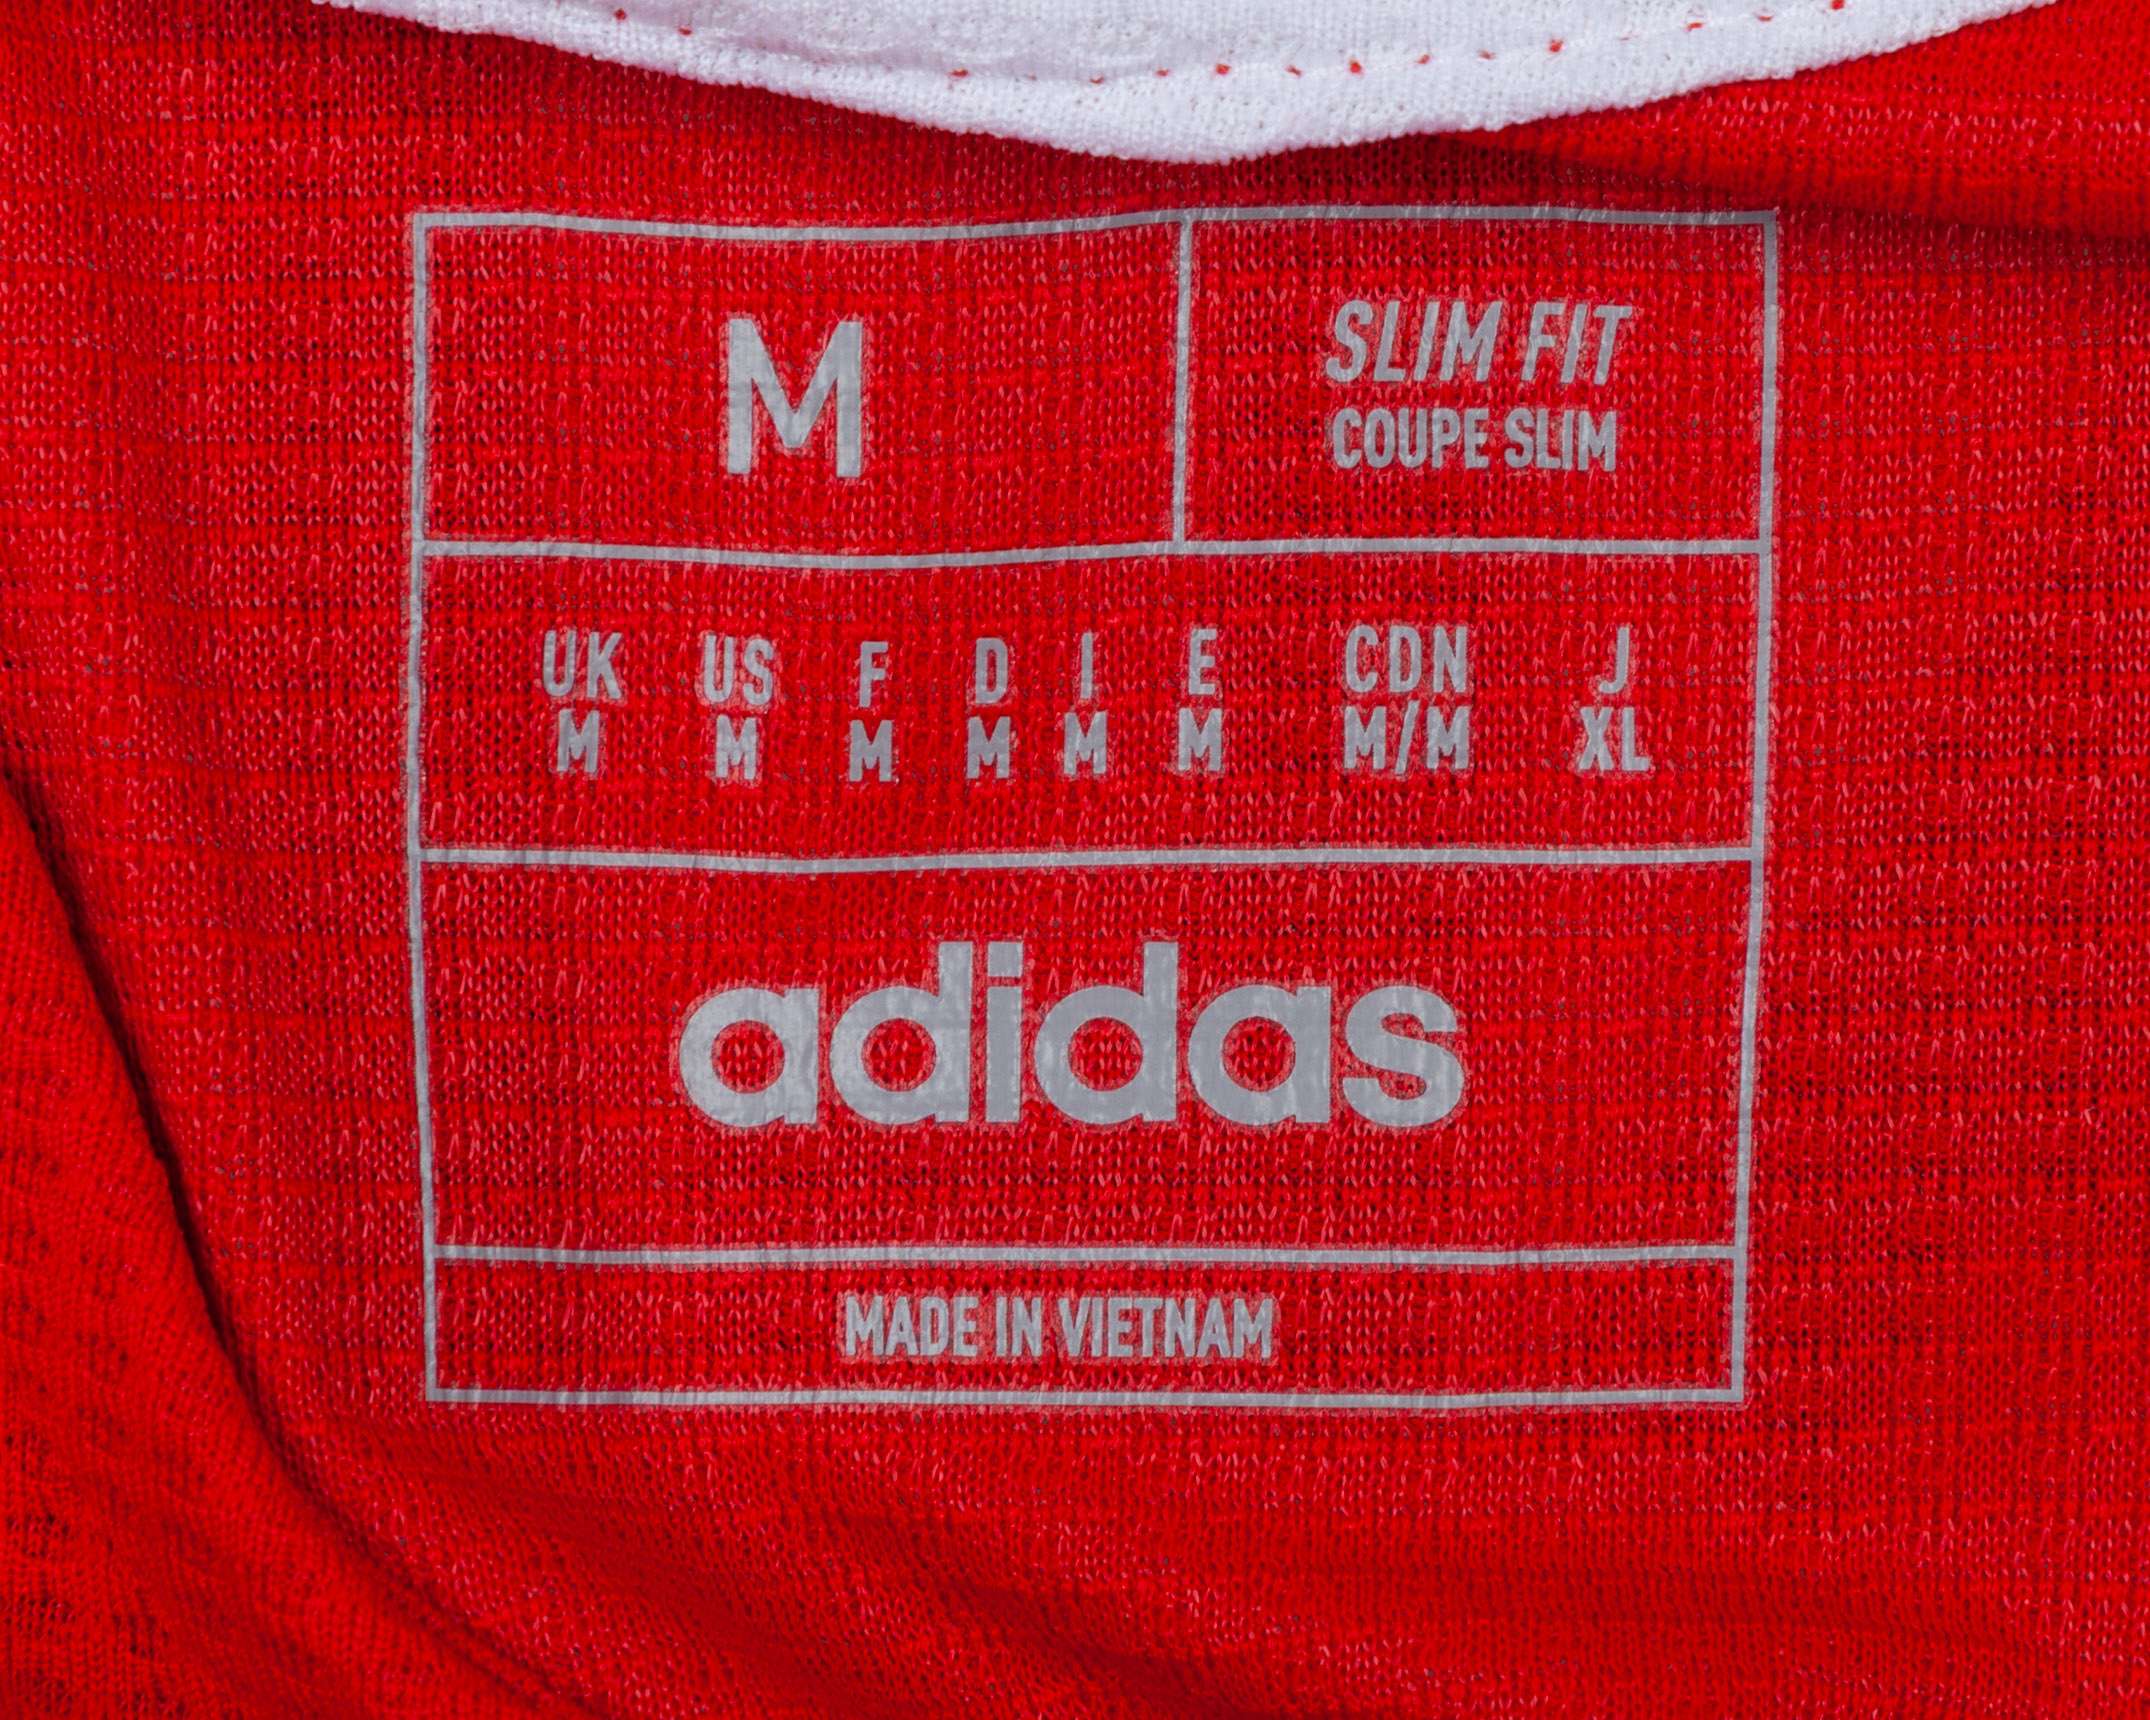 M
SLIM FIT
COUPE SLIM
UK US F D I E CDN J
M M M M M M M/M XL
adidas
MADE IN VIETNAM